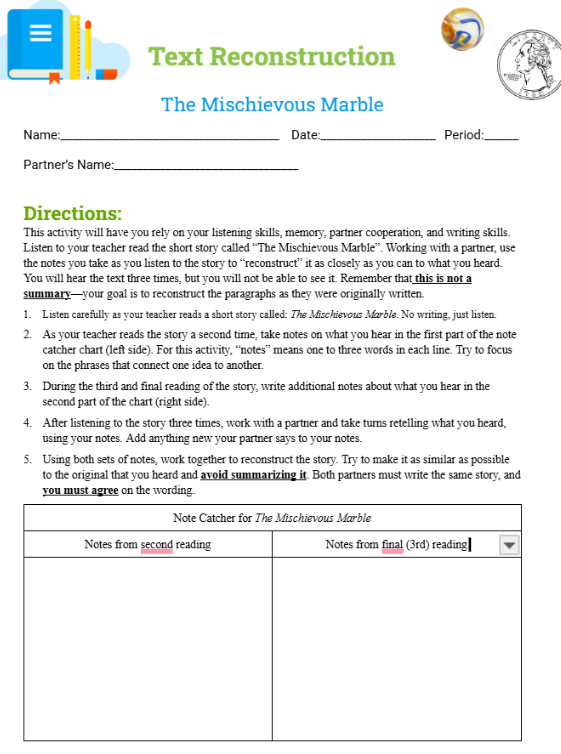 Text Reconstruction
The Mischievous Marble
Name:___________________________________ Date:__________________ Period:_____
Partner's Name:_____________________________
Directions:
This activity will have you rely on your listening skills, memory, partner cooperation, and writing skills.
Listen to your teacher read the short story called “The Mischievous Marble”. Working with a partner, use
the notes you take as you listen to the story to “reconstruct” it as closely as you can to what you heard.
You will hear the text three times, but you will not be able to see it. Remember that this is not a
summary—your goal is to reconstruct the paragraphs as they were originally written.
1. Listen carefully as your teacher reads a short story called: The Mischievous Marble. No writing, just listen.
2. As your teacher reads the story a second time, take notes on what you hear in the first part of the note
catcher chart (left side). For this activity, “notes” means one to three words in each line. Try to focus
on the phrases that connect one idea to another.
3. During the third and final reading of the story, write additional notes about what you hear in the
second part of the chart (right side).
4. After listening to the story three times, work with a partner and take turns retelling what you heard,
using your notes. Add anything new your partner says to your notes.
5. Using both sets of notes, work together to reconstruct the story. Try to make it as similar as possible
to the original that you heard and avoid summarizing it. Both partners must write the same story, and
you must agree on the wording.
Note Catcher for The Mischievous Marble
Notes from second reading
Notes from final (3rd) reading